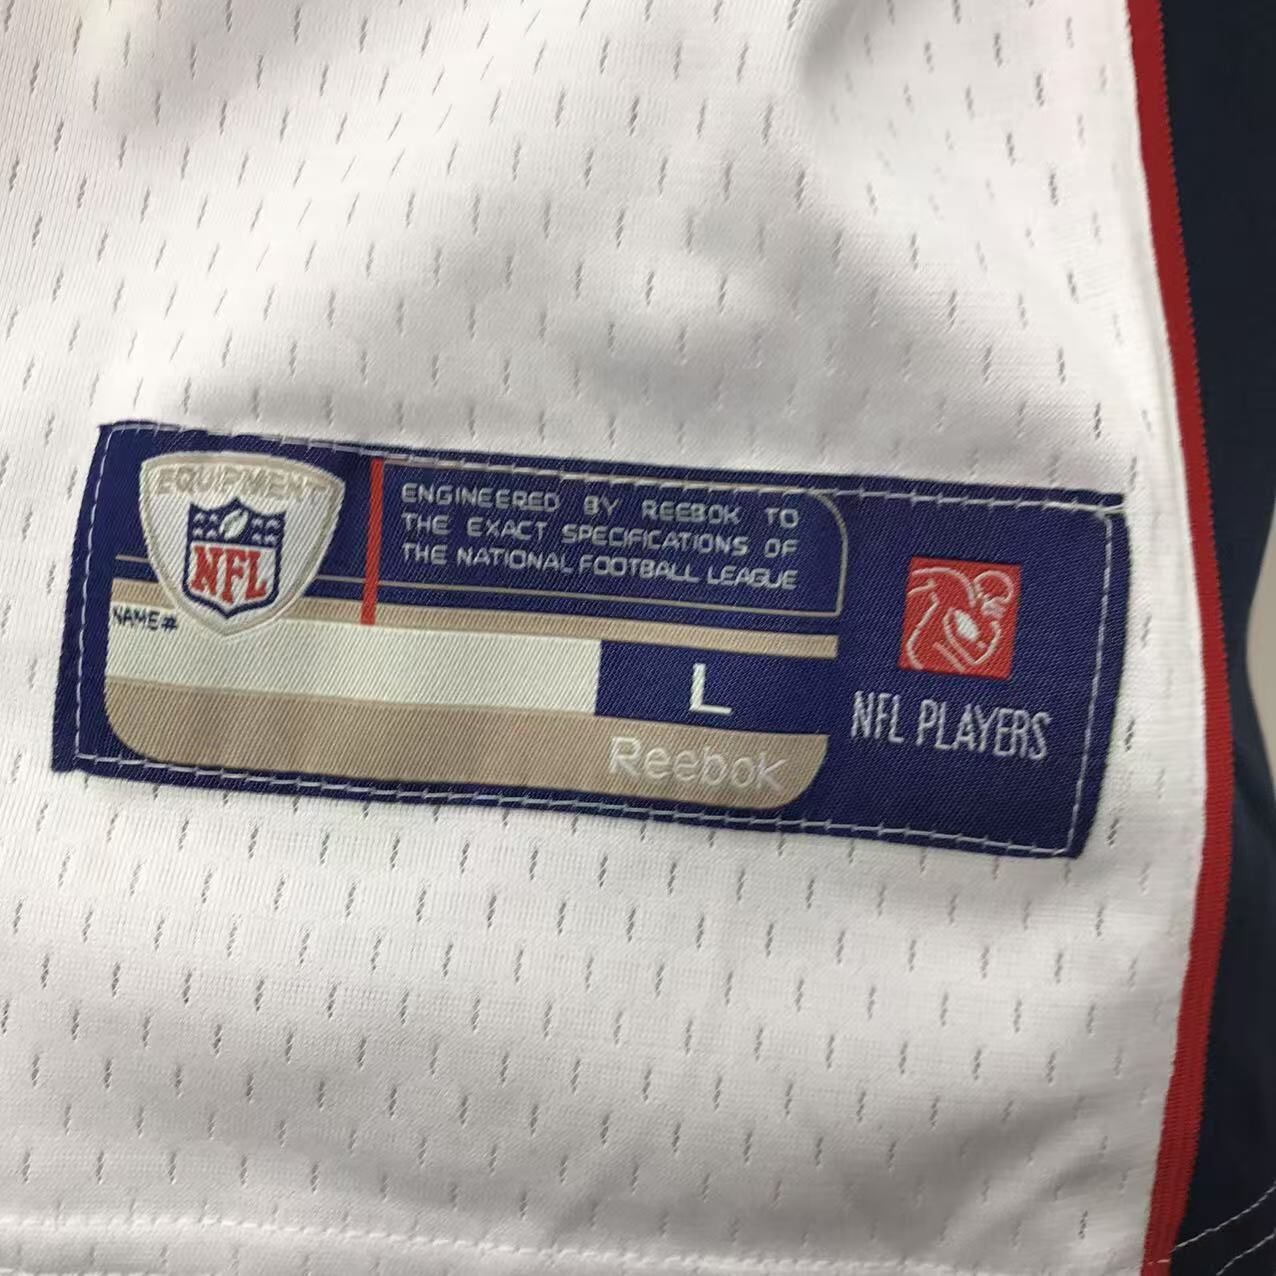 EQUIPMENT
NFL
ENGINEERED BY REEBOK TO
THE EXACT SPECIFICATIONS OF
THE NATIONAL FOOTBALL LEAGUE
NAME#
L
Reebok
NFL PLAYERS